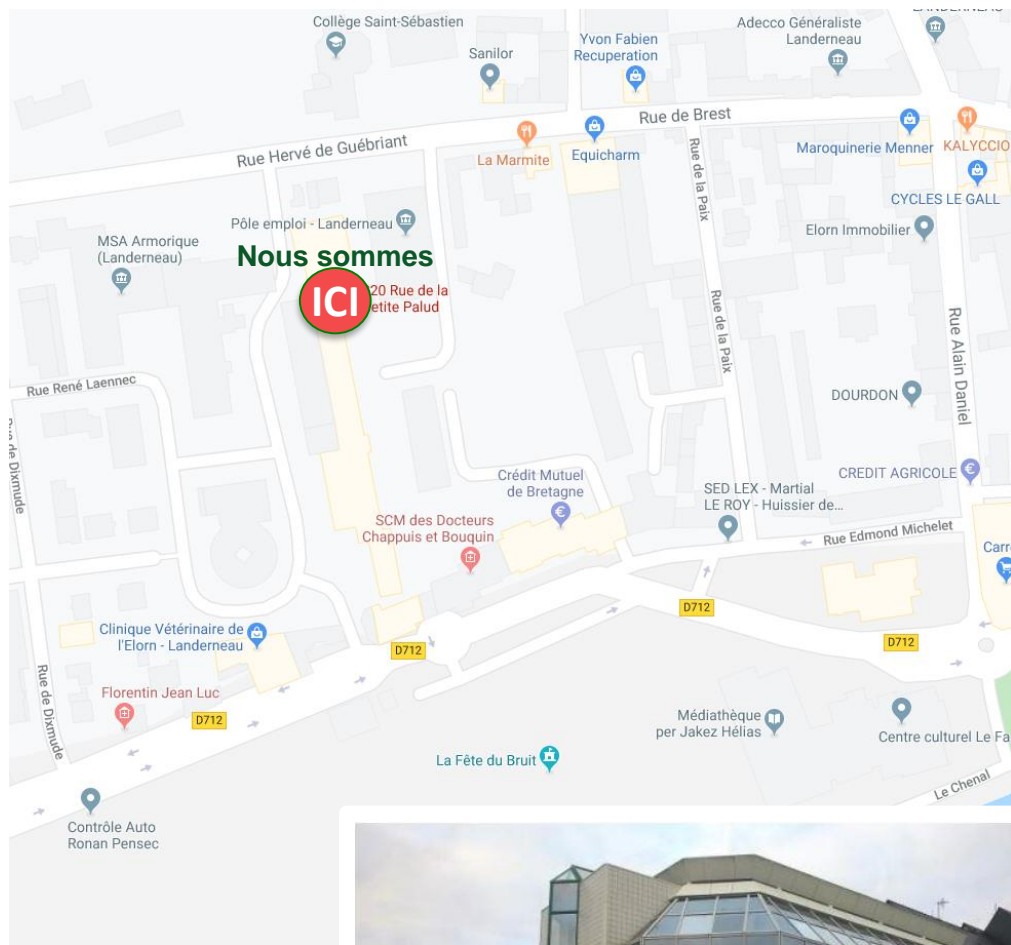 LANDERNEAU
Collège Saint-Sébastien
Adecco Généraliste
Landerneau
Yvon Fabien
Recuperation
Sanilor
Rue de Brest
Rue Hervé de Guébriant
La Marmite
Equicharm
Maroquinerie Menner
KALYCCIO
Rue de la Paix
CYCLES LE GALL
Pôle emploi - Landerneau
Elorn Immobilier
MSA Armorique
(Landerneau)
Nous sommes
ICI
20 Rue de la
etite Palud
Rue de la Paix
Rue Alain Daniel
Rue René Laennec
DOURDON
Rue de Dixmude
Crédit Mutuel
de Bretagne
CREDIT AGRICOLE
SED LEX - Martial
LE ROY - Huissier de...
SCM des Docteurs
Chappuis et Bouquin
Rue Edmond Michelet
Carre
D712
Clinique Vétérinaire de
l'Elorn - Landerneau
D712
D712
Rue de Dixmude
Florentin Jean Luc
D712
Médiathèque
per Jakez Hélias
Centre culturel Le Fa
La Fête du Bruit
Le Chenal
Contrôle Auto
Ronan Pensec